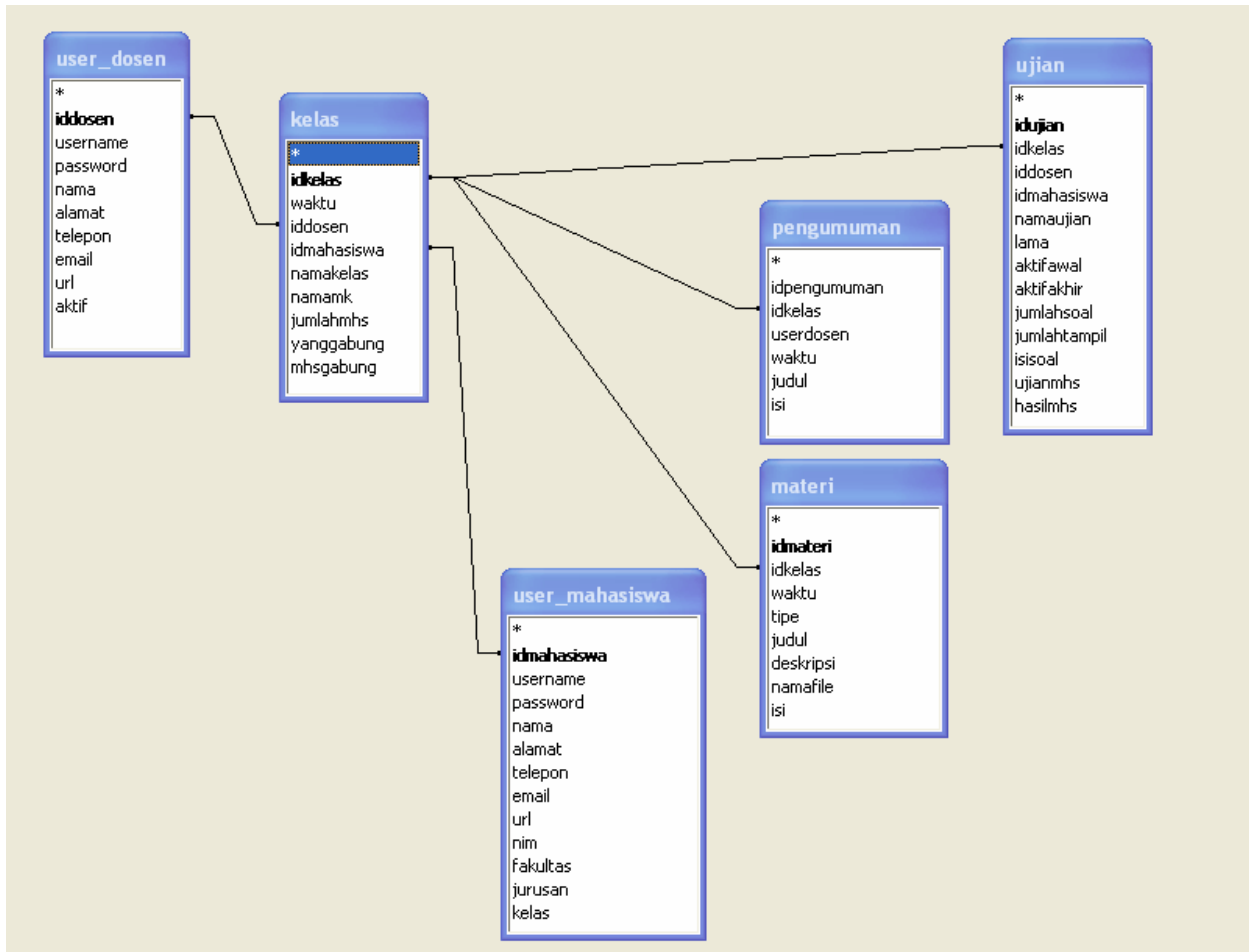 user_dosen
*
iddosen
username
password
nama
alamat
telepon
email
url
aktif
kelas
*
idkelas
waktu
iddosen
idmahasiswa
namakelas
namamk
jumlahmhs
yanggabung
mhsgabung
ujian
*
idujian
idkelas
iddosen
idmahasiswa
namaujian
lama
aktifawal
aktifakhir
jumlahsoal
jumlahtampil
isisoal
ujianmhs
hasilmhs
pengumuman
*
idpengumuman
idkelas
userdosen
waktu
judul
isi
materi
*
idmateri
idkelas
waktu
tipe
judul
deskripsi
namafile
isi
user_mahasiswa
*
idmahasiswa
username
password
nama
alamat
telepon
email
url
nim
fakultas
jurusan
kelas